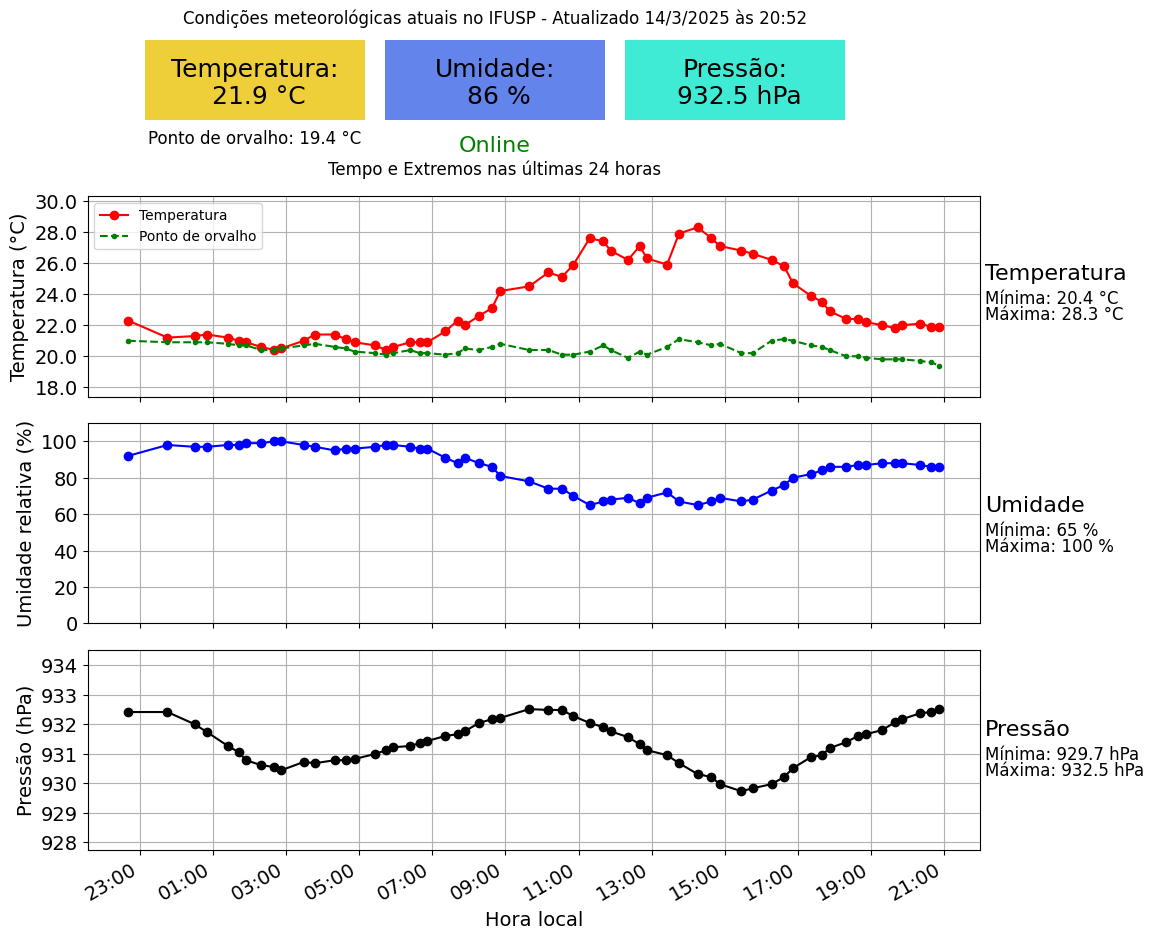 Condições meteorológicas atuais no IFUSP - Atualizado 14/3/2025 às 20:52
Temperatura:
21.9 °C
Umidade:
86 %
Pressão:
932.5 hPa
Ponto de orvalho: 19.4 °C
Online
Tempo e Extremos nas últimas 24 horas
Temperatura (°C)
30.0
28.0
26.0
24.0
22.0
20.0
18.0
Temperatura
Ponto de orvalho
Temperatura
Mínima: 20.4 °C
Máxima: 28.3 °C
Umidade relativa (%)
100
80
60
40
20
0
Umidade
Mínima: 65 %
Máxima: 100 %
Pressão (hPa)
934
933
932
931
930
929
928
Pressão
Mínima: 929.7 hPa
Máxima: 932.5 hPa
23:00 01:00 03:00 05:00 07:00 09:00 11:00 13:00 15:00 17:00 19:00 21:00
Hora local